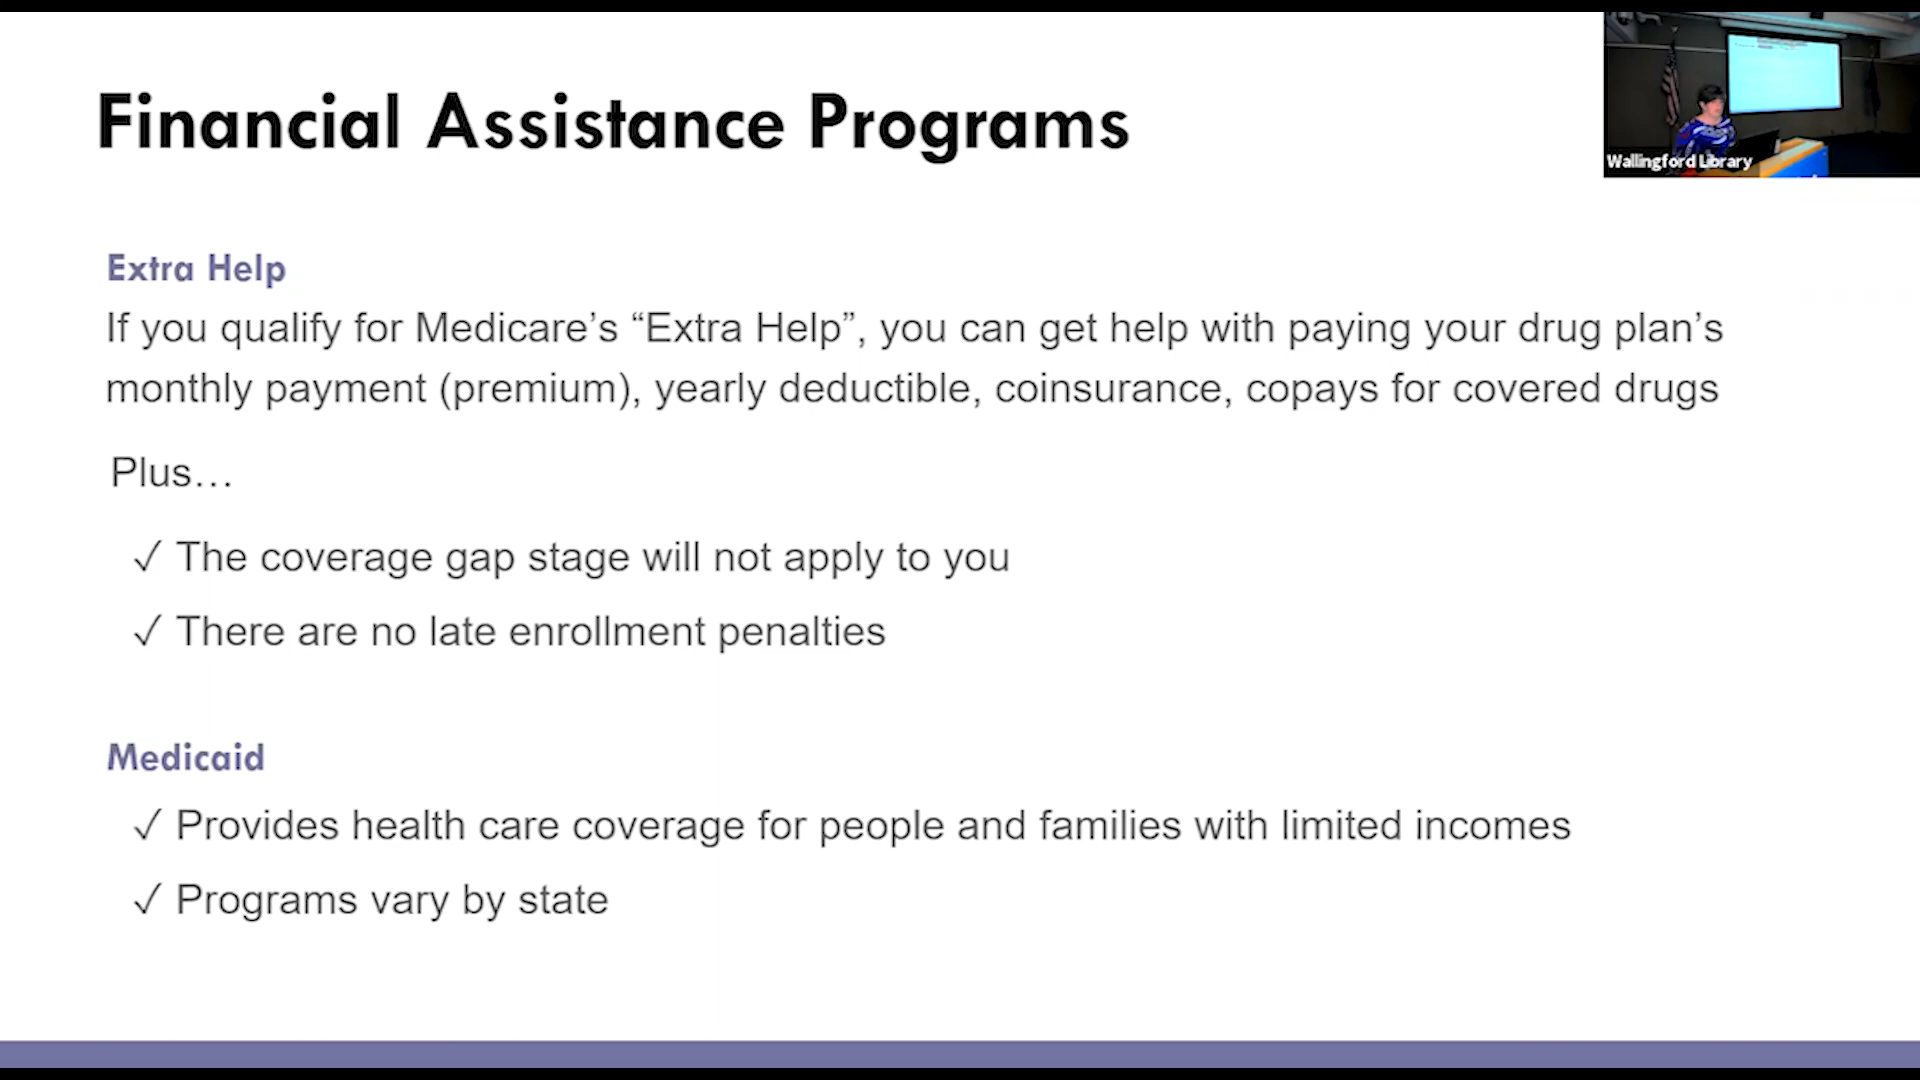 Financial Assistance Programs
Wallingford Library
Extra Help
If you qualify for Medicare’s “Extra Help”, you can get help with paying your drug plan’s
monthly payment (premium), yearly deductible, coinsurance, copays for covered drugs
Plus…
✓ The coverage gap stage will not apply to you
✓ There are no late enrollment penalties
Medicaid
✓ Provides health care coverage for people and families with limited incomes
✓ Programs vary by state